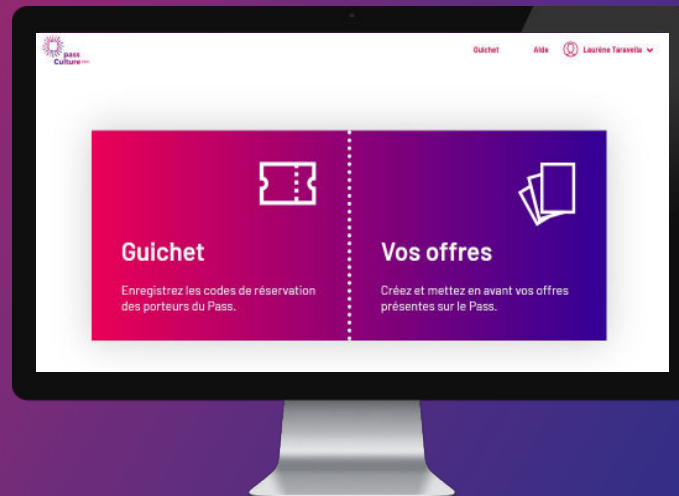 pass
Culture PRO
Guichet
Aide
Laurène Taravella
Guichet
Enregistrez les codes de réservation
des porteurs du Pass.
Vos offres
Créez et mettez en avant vos offres
présentes sur le Pass.